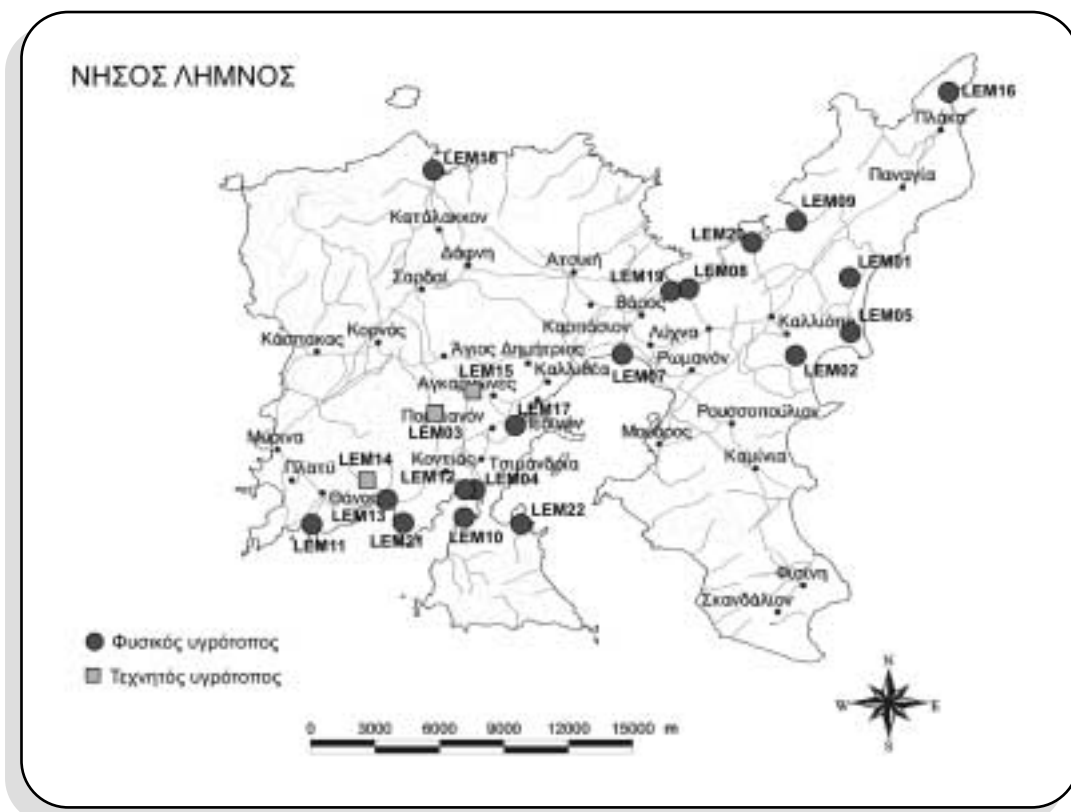 ΝΗΣΟΣ ΛΗΜΝΟΣ
LEM16
Πλάκα
LEM18
Παναγία
LEM09
Κατάλακκον
LEM20
Δάφνη
Ατσική
LEM01
LEM19
LEM08
Σαρδαί
Βάρος
LEM05
Καλλιόπη
Κορνός
Καρπάσιον
Λύχνα
Κάσπακας
Άγιος Δημήτριος
Ρωμανόν
LEM02
LEM15
Καλλιθέα
LEM07
Αγκαρυώνες
LEM17
Ρουσσοπούλιον
LEM03
Μύρινα
Μούδρος
LEM14
Κοντιάς
Τσιμάνδρια
Καμίνια
Πλατύ
LEM12
LEM04
Θάνος
LEM13
LEM22
LEM11
LEM21
LEM10
Φισίνη
Σκανδάλιον
Φυσικός υγρότοπος
Τεχνητός υγρότοπος
N
W
E
S
0 3000 6000 9000 12000 15000 m